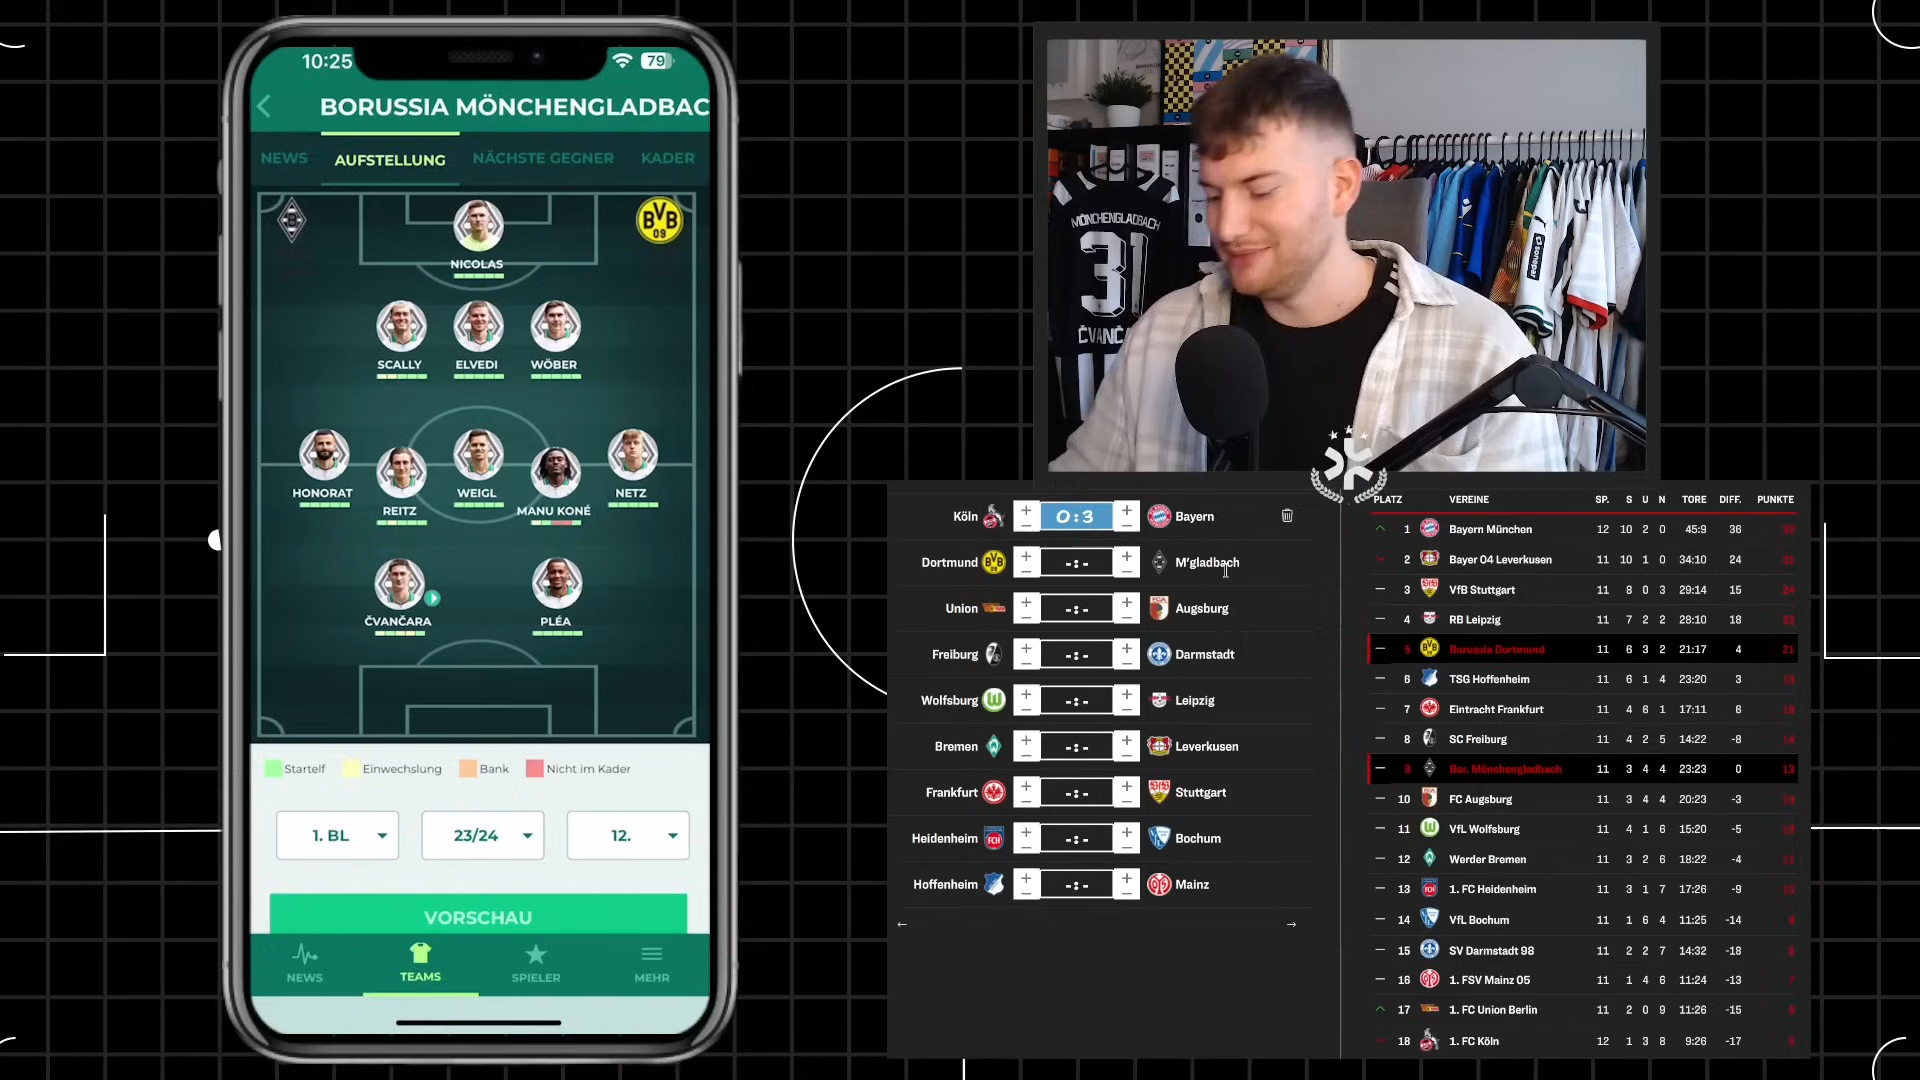 10:25
79
BORUSSIA MÖNCHENGLADBAC
NEWS AUFSTELLUNG NÄCHSTE GEGNER KADER
BVB 09
NICOLAS
SCALLY ELVEDI WÖBER
HONORAT REITZ WEIGL MANU KONÉ NETZ
ČVANČARA PLÉA
Startelf Einwechslung Bank Nicht im Kader
1. BL 23/24 12.
VORSCHAU
NEWS TEAMS SPIELER MEHR
MÖNCHENGLADBACH
31
ČVANČA
sonepar
Köln + − 0:3 + − Bayern
Dortmund + − -:- + − M'gladbach
Union + − -:- + − Augsburg
Freiburg + − -:- + − Darmstadt
Wolfsburg + − -:- + − Leipzig
Bremen + − -:- + − Leverkusen
Frankfurt + − -:- + − Stuttgart
Heidenheim + − -:- + − Bochum
Hoffenheim + − -:- + − Mainz
← →
PLATZ VEREINE SP. S U N TORE DIFF. PUNKTE
1 Bayern München 12 10 2 0 45:9 36
2 Bayer 04 Leverkusen 11 10 1 0 34:10 24
3 VfB Stuttgart 11 8 0 3 29:14 15 24
4 RB Leipzig 11 7 2 2 28:10 18
5 Borussia Dortmund 11 6 3 2 21:17 4 21
6 TSG Hoffenheim 11 6 1 4 23:20 3
7 Eintracht Frankfurt 11 4 6 1 17:11 6
8 SC Freiburg 11 4 2 5 14:22 -8
9 Bor. Mönchengladbach 11 3 4 4 23:23 0 13
10 FC Augsburg 11 3 4 4 20:23 -3
11 VfL Wolfsburg 11 4 1 6 15:20 -5
12 Werder Bremen 11 3 2 6 18:22 -4
13 1. FC Heidenheim 11 3 1 7 17:26 -9
14 VfL Bochum 11 1 6 4 11:25 -14
15 SV Darmstadt 98 11 2 2 7 14:32 -18
16 1. FSV Mainz 05 11 1 4 6 11:24 -13
17 1. FC Union Berlin 11 2 0 9 11:26 -15
18 1. FC Köln 12 1 3 8 9:26 -17